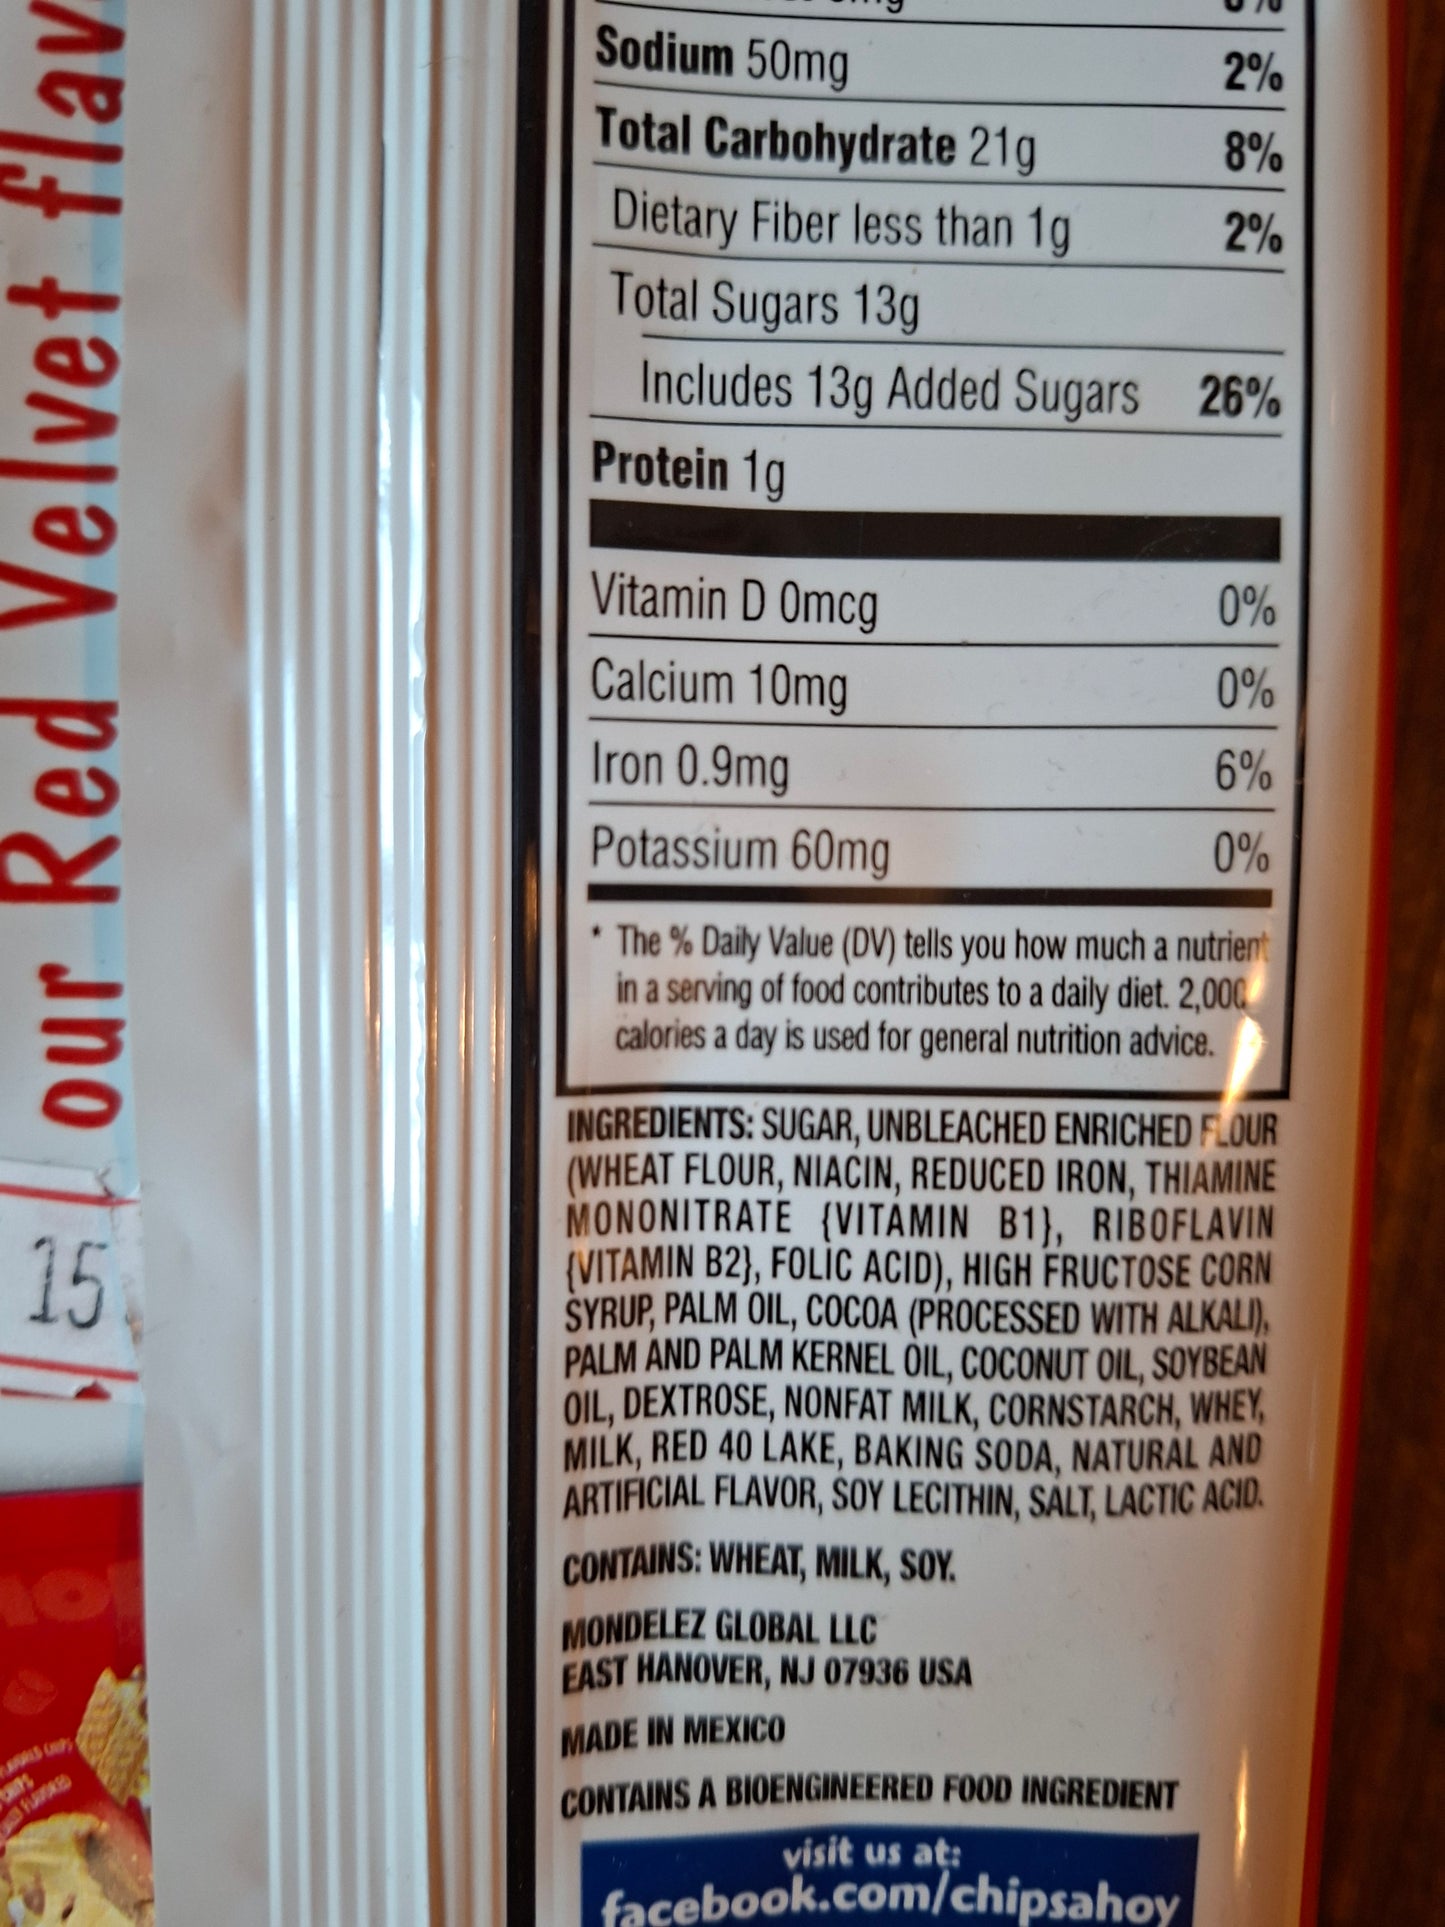 Sodium 50mg 2%
Total Carbohydrate 21g 8%
Dietary Fiber less than 1g 2%
Total Sugars 13g
Includes 13g Added Sugars 26%
Protein 1g
Vitamin D 0mcg 0%
Calcium 10mg 0%
Iron 0.9mg 6%
Potassium 60mg 0%
* The % Daily Value (DV) tells you how much a nutrient
in a serving of food contributes to a daily diet. 2,000
calories a day is used for general nutrition advice.
INGREDIENTS: SUGAR, UNBLEACHED ENRICHED FLOUR
(WHEAT FLOUR, NIACIN, REDUCED IRON, THIAMINE
MONONITRATE {VITAMIN B1}, RIBOFLAVIN
{VITAMIN B2}, FOLIC ACID), HIGH FRUCTOSE CORN
SYRUP, PALM OIL, COCOA (PROCESSED WITH ALKALI),
PALM AND PALM KERNEL OIL, COCONUT OIL, SOYBEAN
OIL, DEXTROSE, NONFAT MILK, CORNSTARCH, WHEY,
MILK, RED 40 LAKE, BAKING SODA, NATURAL AND
ARTIFICIAL FLAVOR, SOY LECITHIN, SALT, LACTIC ACID.
CONTAINS: WHEAT, MILK, SOY.
MONDELEZ GLOBAL LLC
EAST HANOVER, NJ 07936 USA
MADE IN MEXICO
CONTAINS A BIOENGINEERED FOOD INGREDIENT
visit us at:
facebook.com/chipsahoy
our Red Velvet flav
15